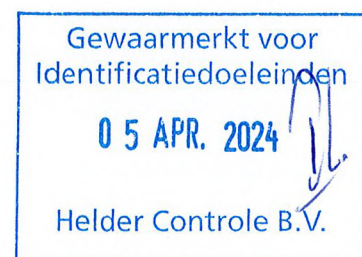 Gewaarmerkt voor
Identificatiedoeleinden
0 5 APR. 2024
Helder Controle B.V.